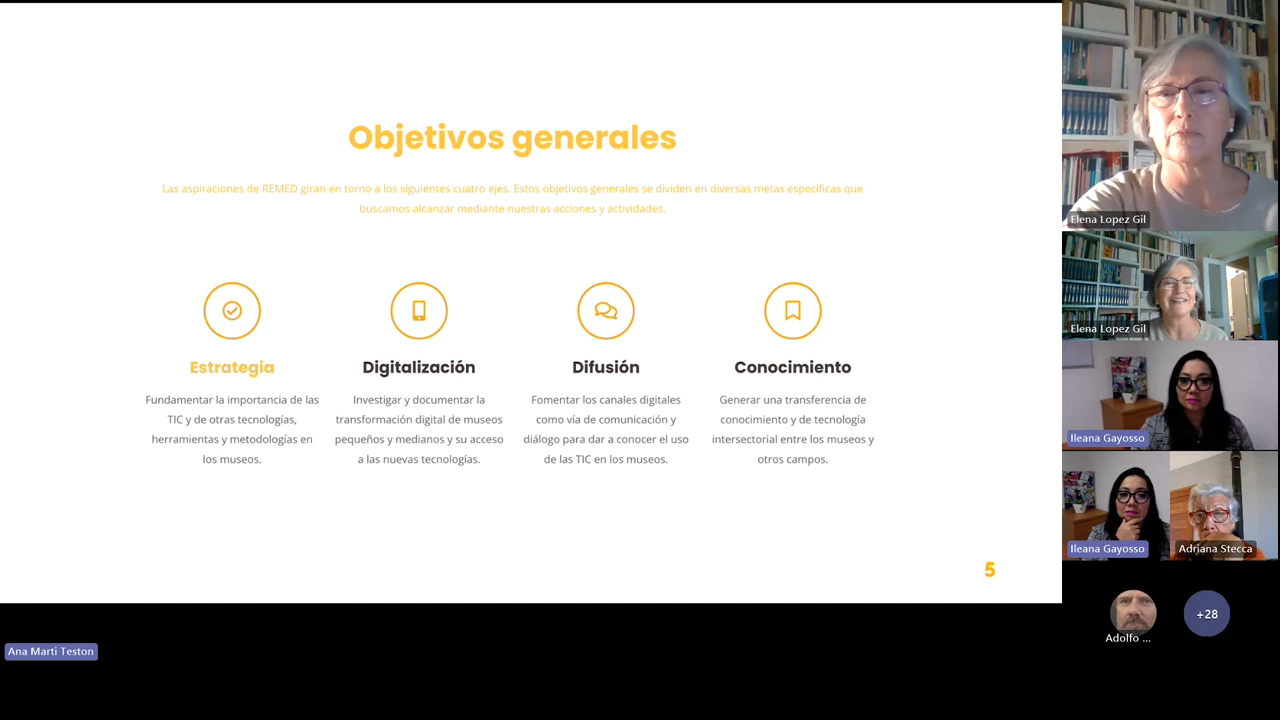 Objetivos generales
Las aspiraciones de REMED giran en torno a los siguientes cuatro ejes. Estos objetivos generales se dividen en diversas metas específicas que
buscamos alcanzar mediante nuestras acciones y actividades.
Estrategia
Fundamentar la importancia de las
TIC y de otras tecnologías,
herramientas y metodologías en
los museos.
Digitalización
Investigar y documentar la
transformación digital de museos
pequeños y medianos y su acceso
a las nuevas tecnologías.
Difusión
Fomentar los canales digitales
como vía de comunicación y
diálogo para dar a conocer el uso
de las TIC en los museos.
Conocimiento
Generar una transferencia de
conocimiento y de tecnología
intersectorial entre los museos y
otros campos.
5
Ana Marti Teston
Elena Lopez Gil
Elena Lopez Gil
Ileana Gayosso
Ileana Gayosso
Adriana Stecca
Adolfo ...
+28